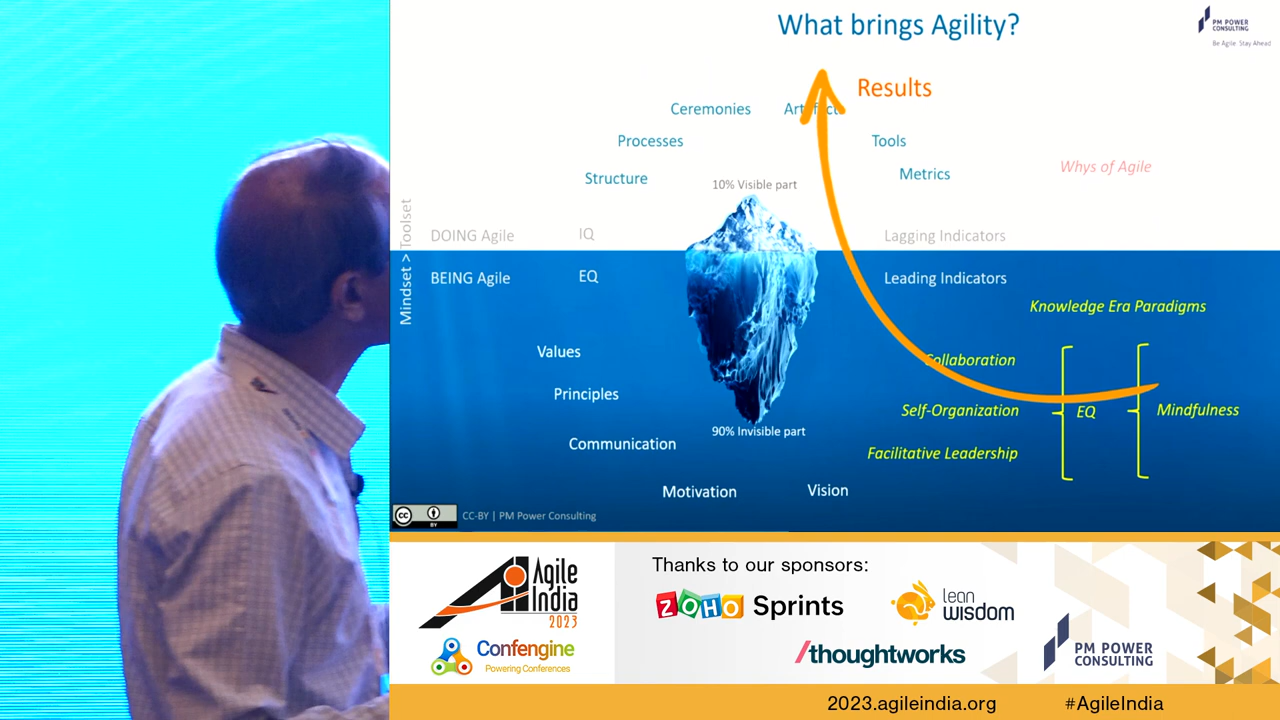 What brings Agility?
PM POWER
CONSULTING
Be Agile Stay Ahead
Results
Ceremonies
Artifacts
Processes
Tools
Structure
Metrics
Whys of Agile
10% Visible part
Mindset > Toolset
DOING Agile
IQ
Lagging Indicators
BEING Agile
EQ
Leading Indicators
Knowledge Era Paradigms
Values
Collaboration
Principles
Self-Organization
EQ
Mindfulness
90% Invisible part
Communication
Facilitative Leadership
Motivation
Vision
cc
BY
CC-BY | PM Power Consulting
Agile
India
2023
Confengine
Powering Conferences
Thanks to our sponsors:
ZOHO Sprints
lean
wisdom
/thoughtworks
PM POWER
CONSULTING
2023.agileindia.org
#AgileIndia